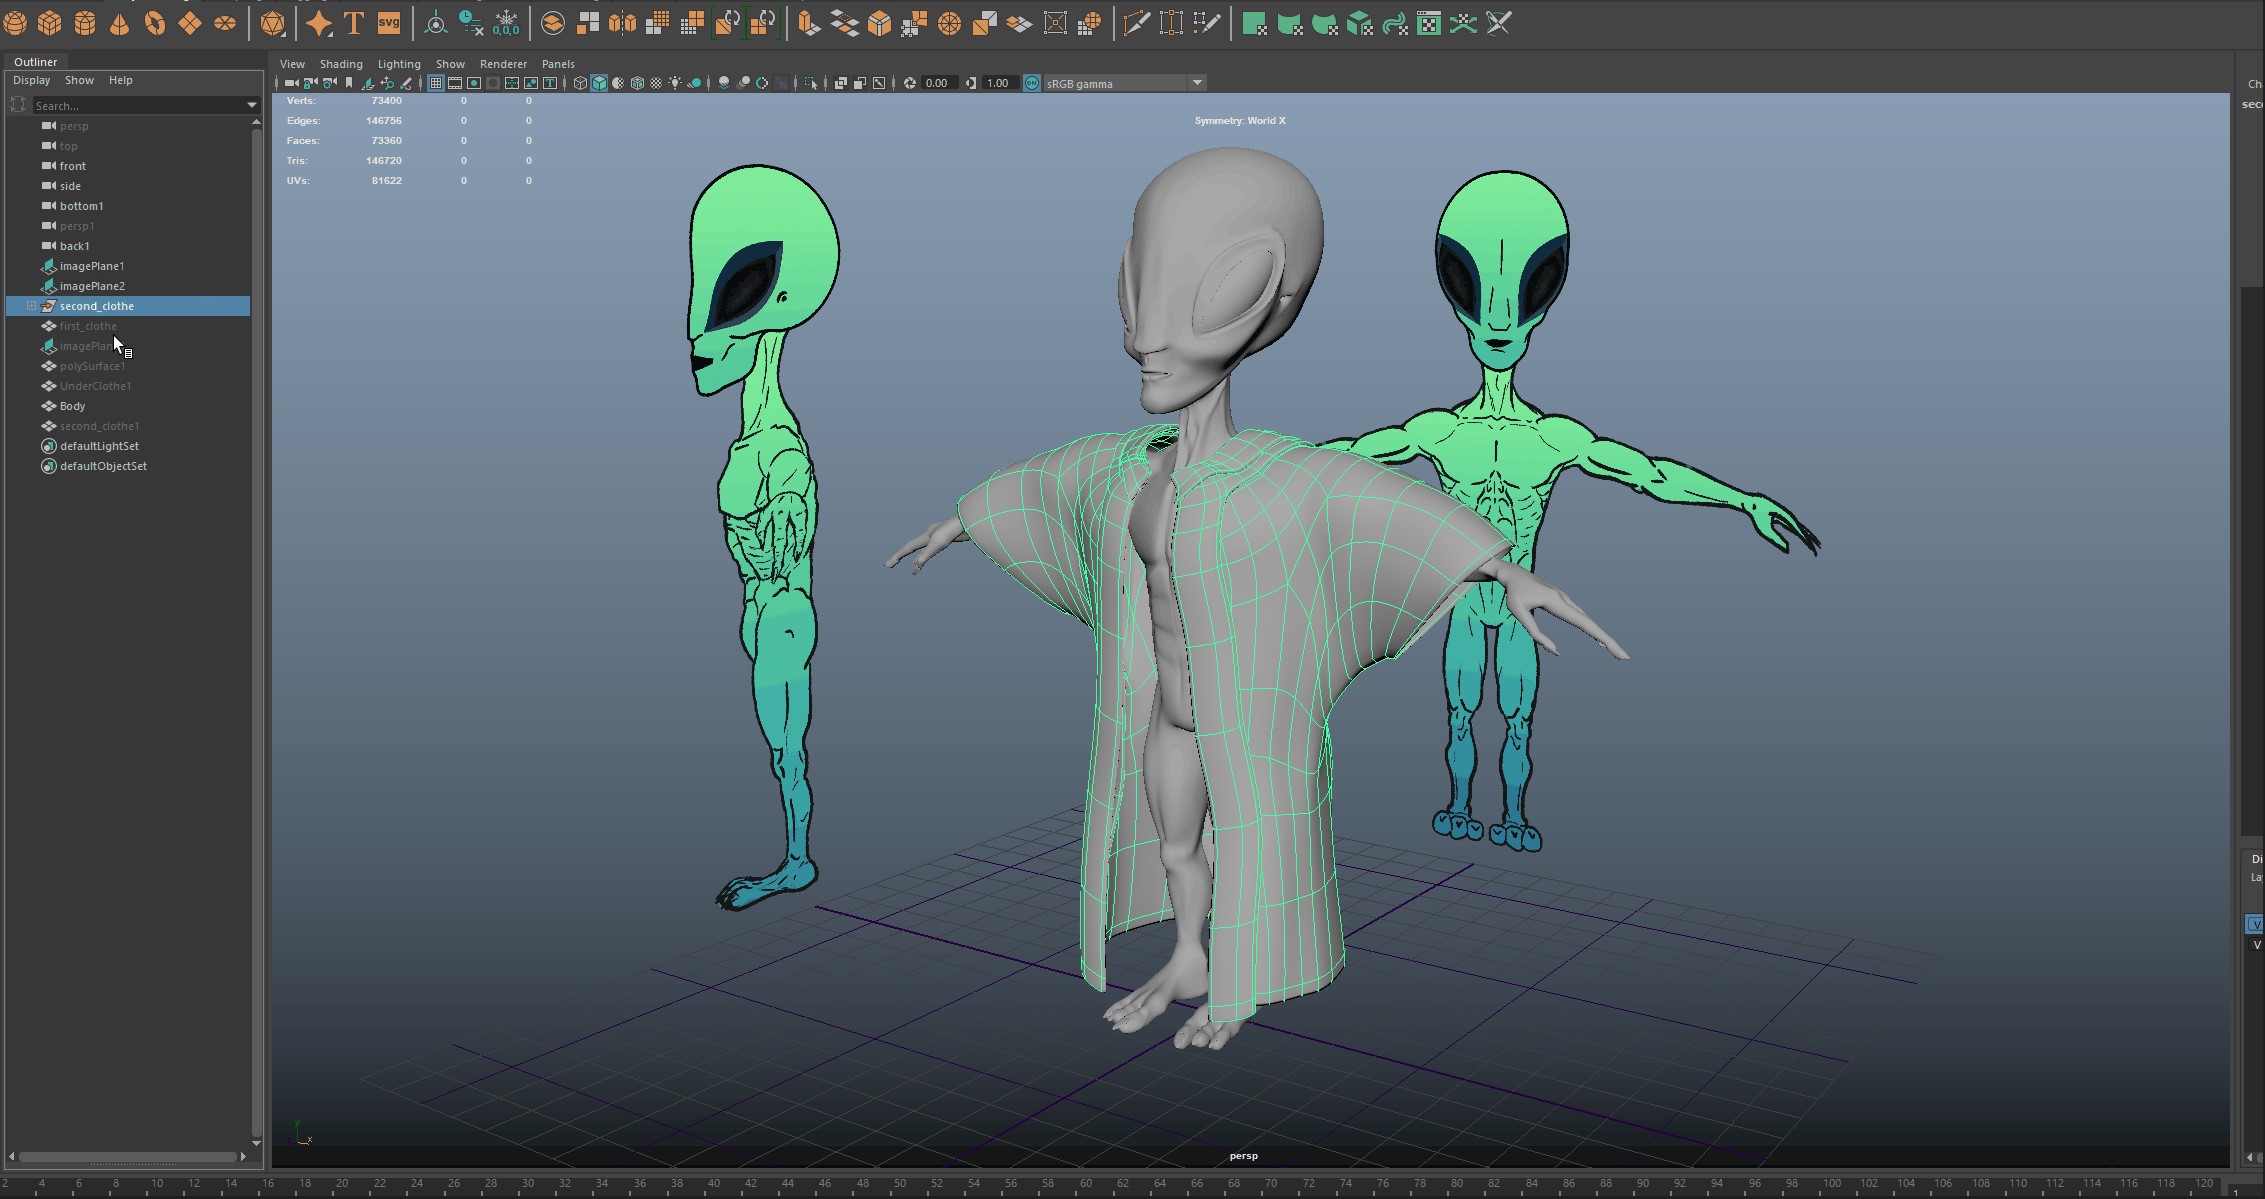 T svg 0,0,0
Outliner
Display Show Help
Search...
persp
top
front
side
bottom1
persp1
back1
imagePlane1
imagePlane2
second_clothe
first_clothe
imagePlan
polySurface1
UnderClothe1
Body
second_clothe1
defaultLightSet
defaultObjectSet
View Shading Lighting Show Renderer Panels
0.00 1.00 ON sRGB gamma
Verts: 73400 0 0
Edges: 146756 0 0
Faces: 73360 0 0
Tris: 146720 0 0
UVs: 81622 0 0
Symmetry: World X
y
x
persp
Ch
sec
Di
La
V
V
2 4 6 8 10 12 14 16 18 20 22 24 26 28 30 32 34 36 38 40 42 44 46 48 50 52 54 56 58 60 62 64 66 68 70 72 74 76 78 80 82 84 86 88 90 92 94 96 98 100 102 104 106 108 110 112 114 116 118 120
1